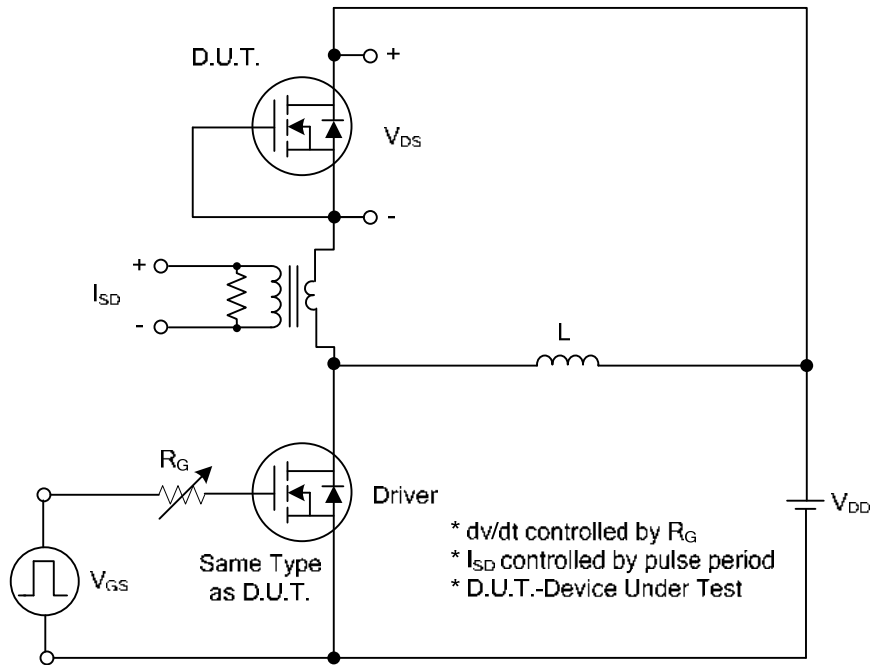 D.U.T.
+
V_DS
-
+
I_SD
-
L
R_G
Driver
V_DD
Same Type
as D.U.T.
V_GS
* dv/dt controlled by R_G
* I_SD controlled by pulse period
* D.U.T.-Device Under Test